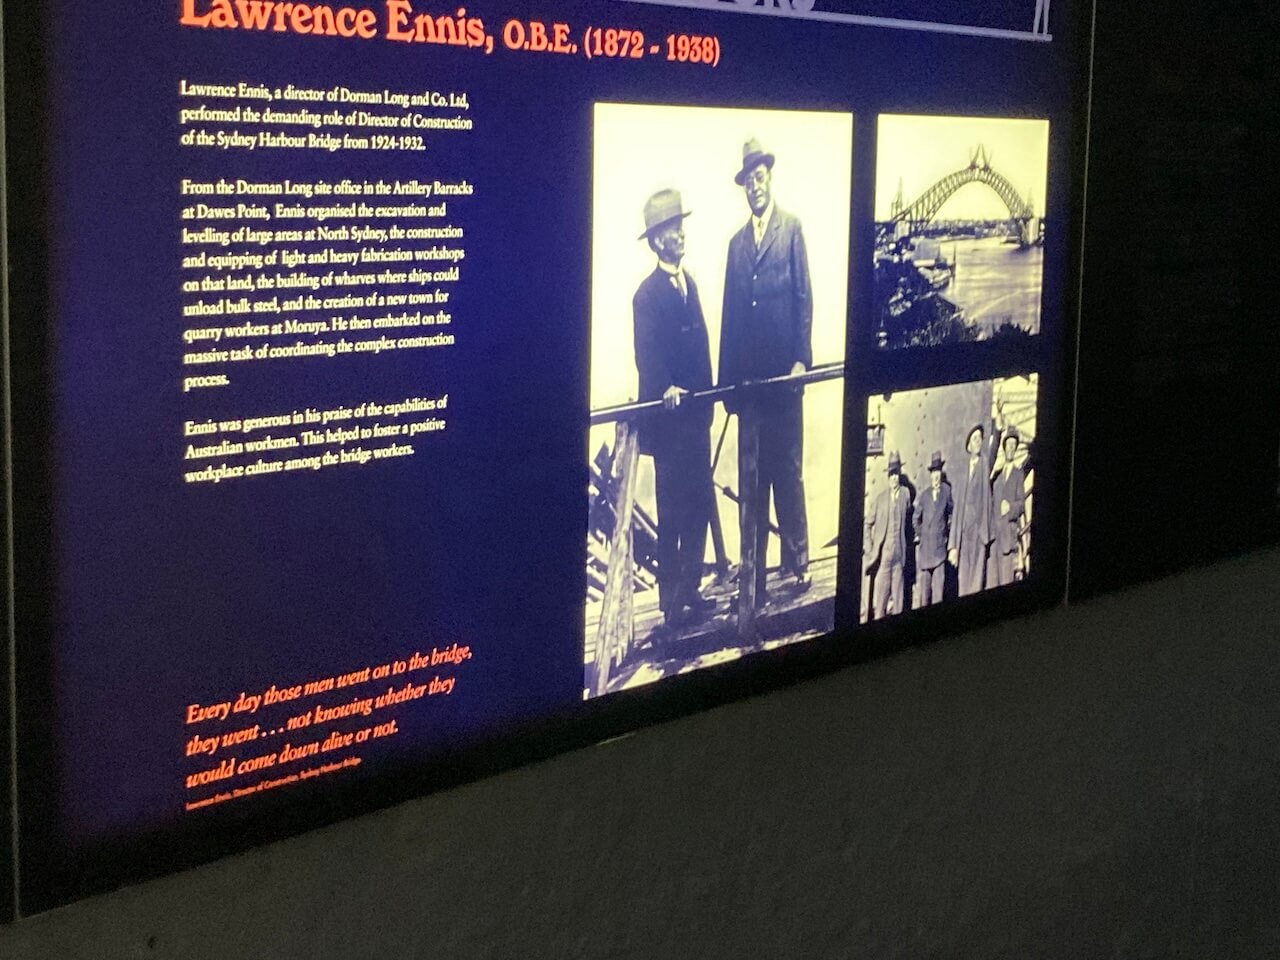 Lawrence Ennis, O.B.E. (1872 - 1938)
Lawrence Ennis, a director of Dorman Long and Co. Ltd,
performed the demanding role of Director of Construction
of the Sydney Harbour Bridge from 1924-1932.
From the Dorman Long site office in the Artillery Barracks
at Dawes Point, Ennis organised the excavation and
levelling of large areas at North Sydney, the construction
and equipping of light and heavy fabrication workshops
on that land, the building of wharves where ships could
unload bulk steel, and the creation of a new town for
quarry workers at Moruya. He then embarked on the
massive task of coordinating the complex construction
process.
Ennis was generous in his praise of the capabilities of
Australian workmen. This helped to foster a positive
workplace culture among the bridge workers.
Every day those men went on to the bridge,
they went . . . not knowing whether they
would come down alive or not.
Lawrence Ennis, Director of Construction, Sydney Harbour Bridge